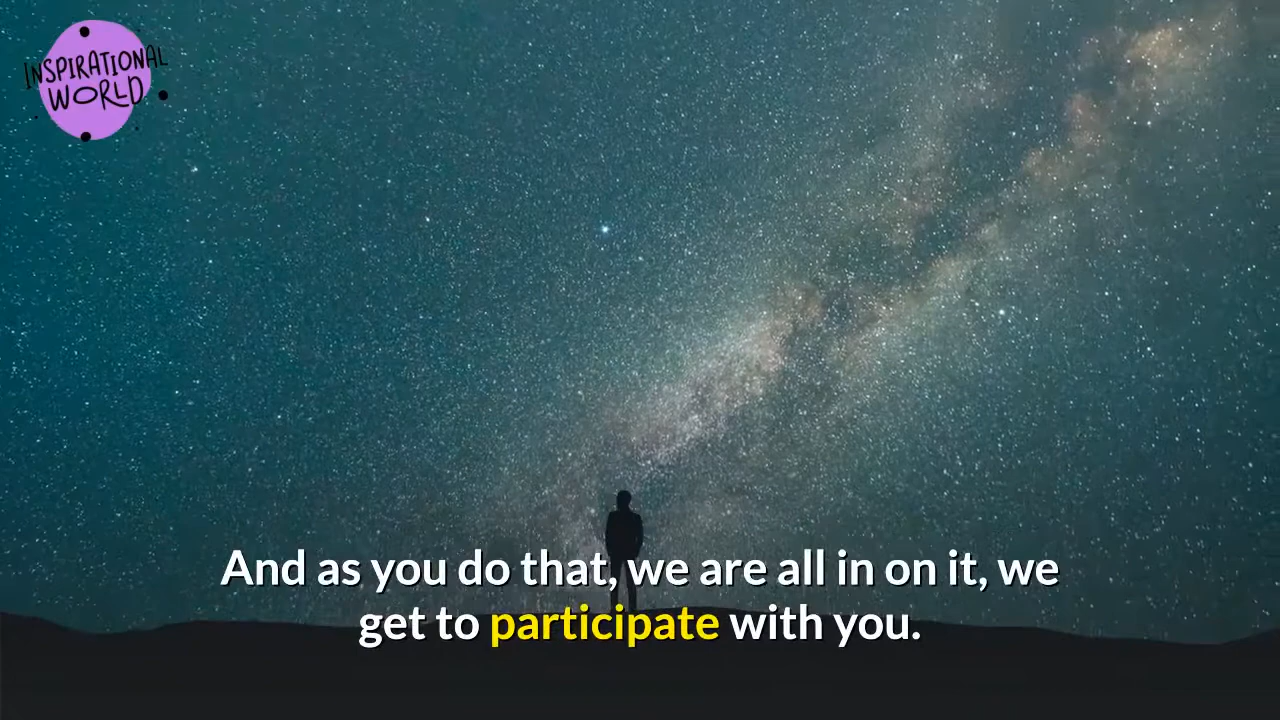 INSPIRATIONAL
WORLD
And as you do that, we are all in on it, we
get to participate with you.